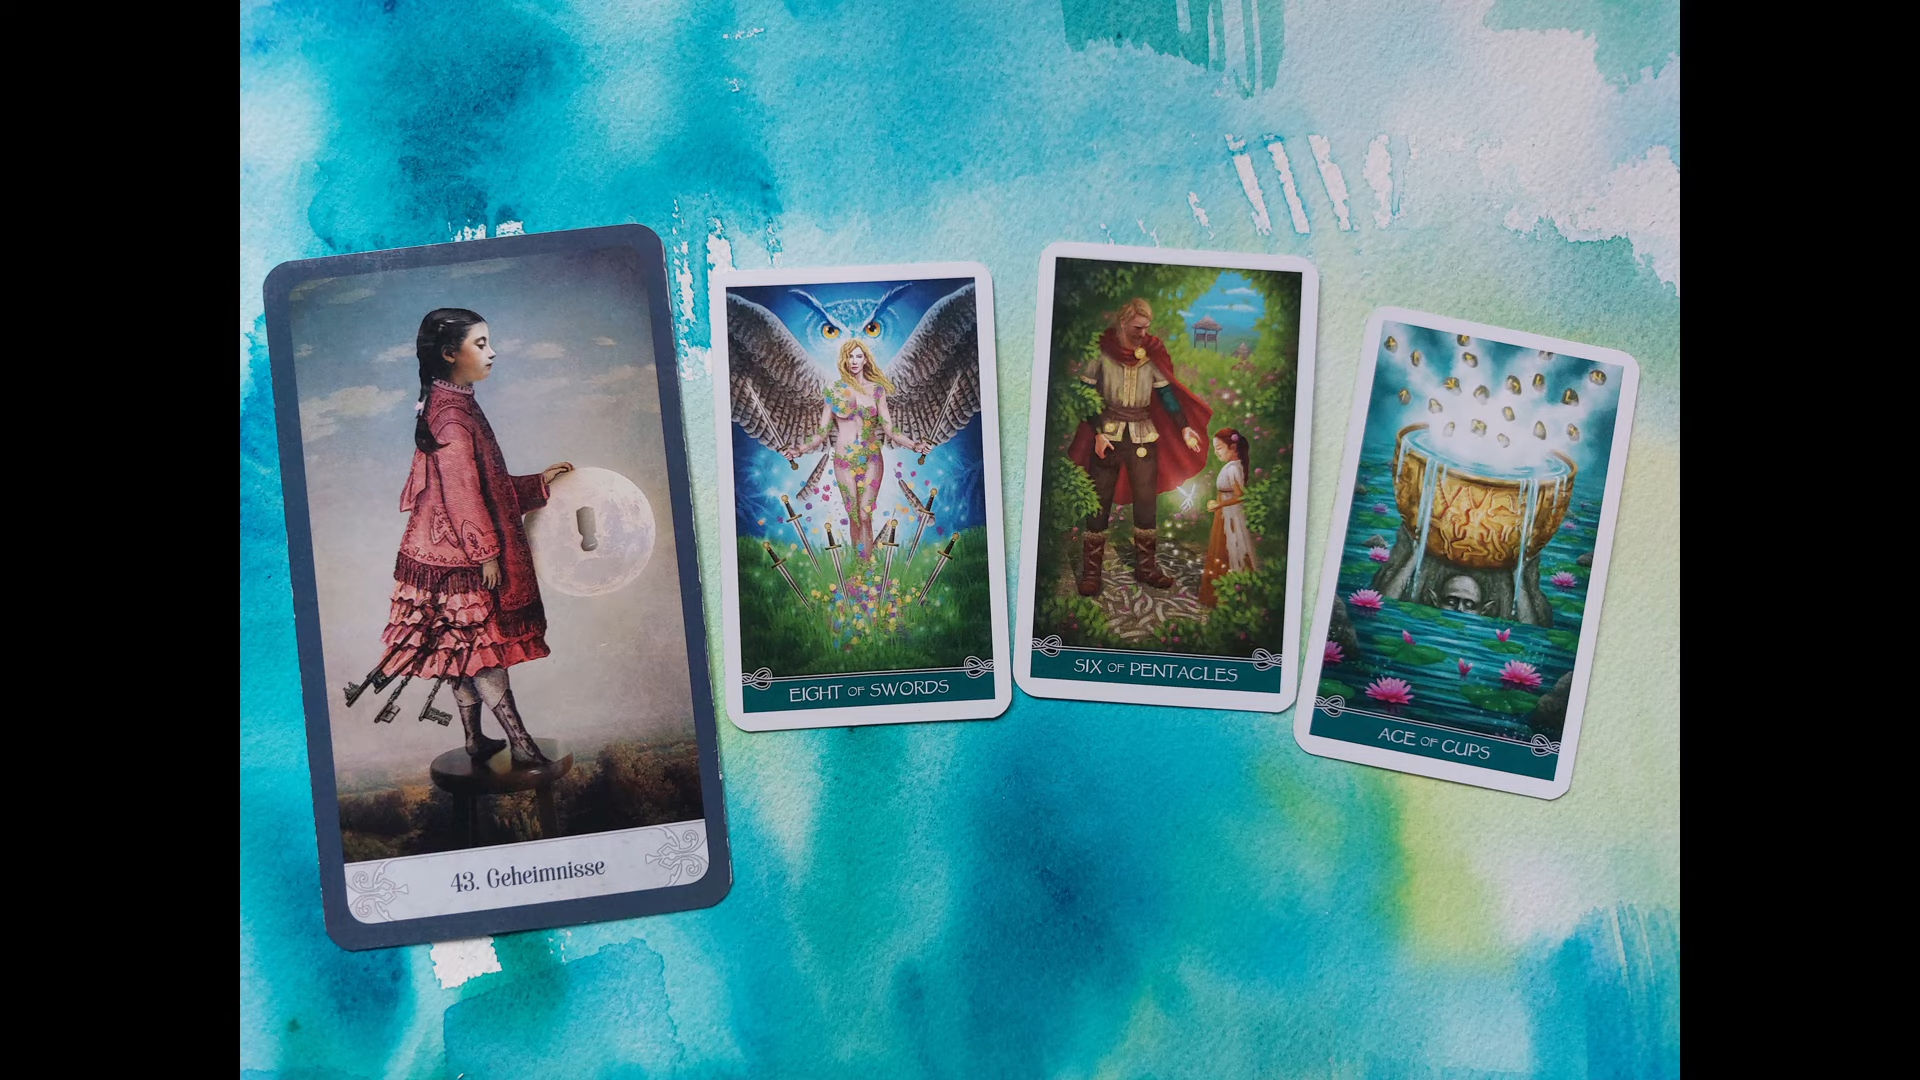 43. Geheimnisse
EIGHT OF SWORDS
SIX OF PENTACLES
ACE OF CUPS